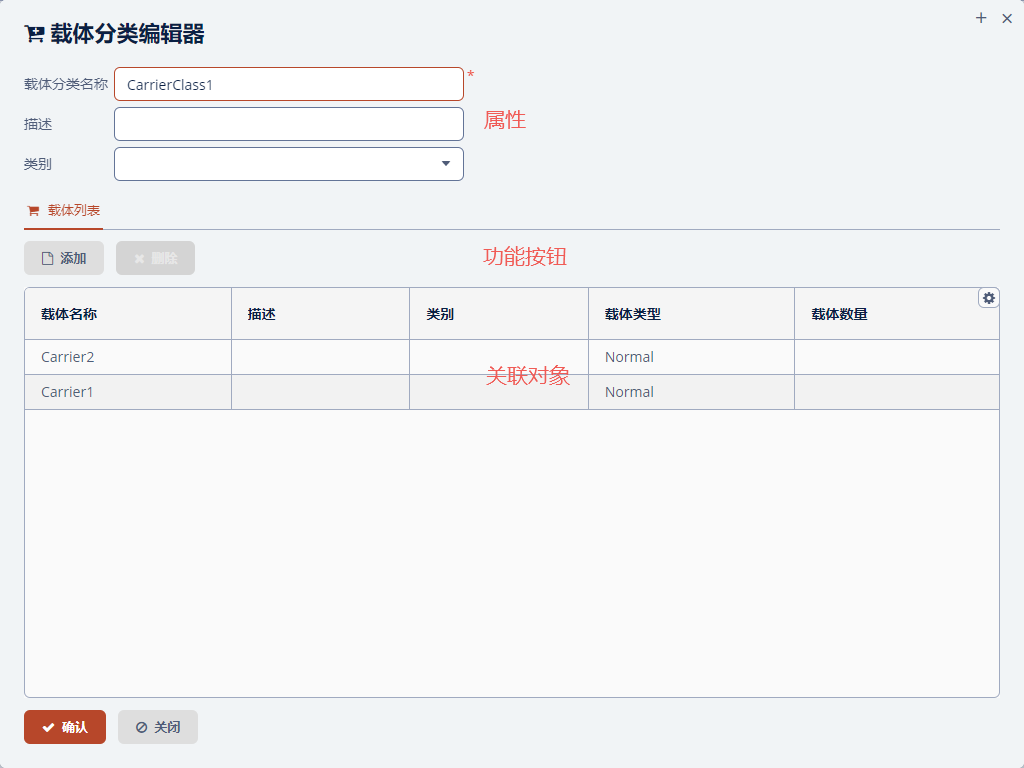 载体分类编辑器
载体分类名称 CarrierClass1 *
描述
属性
类别
载体列表
添加 删除
功能按钮
载体名称 描述 类别 载体类型 载体数量
Carrier2 Normal
关联对象
Carrier1 Normal
确认 关闭